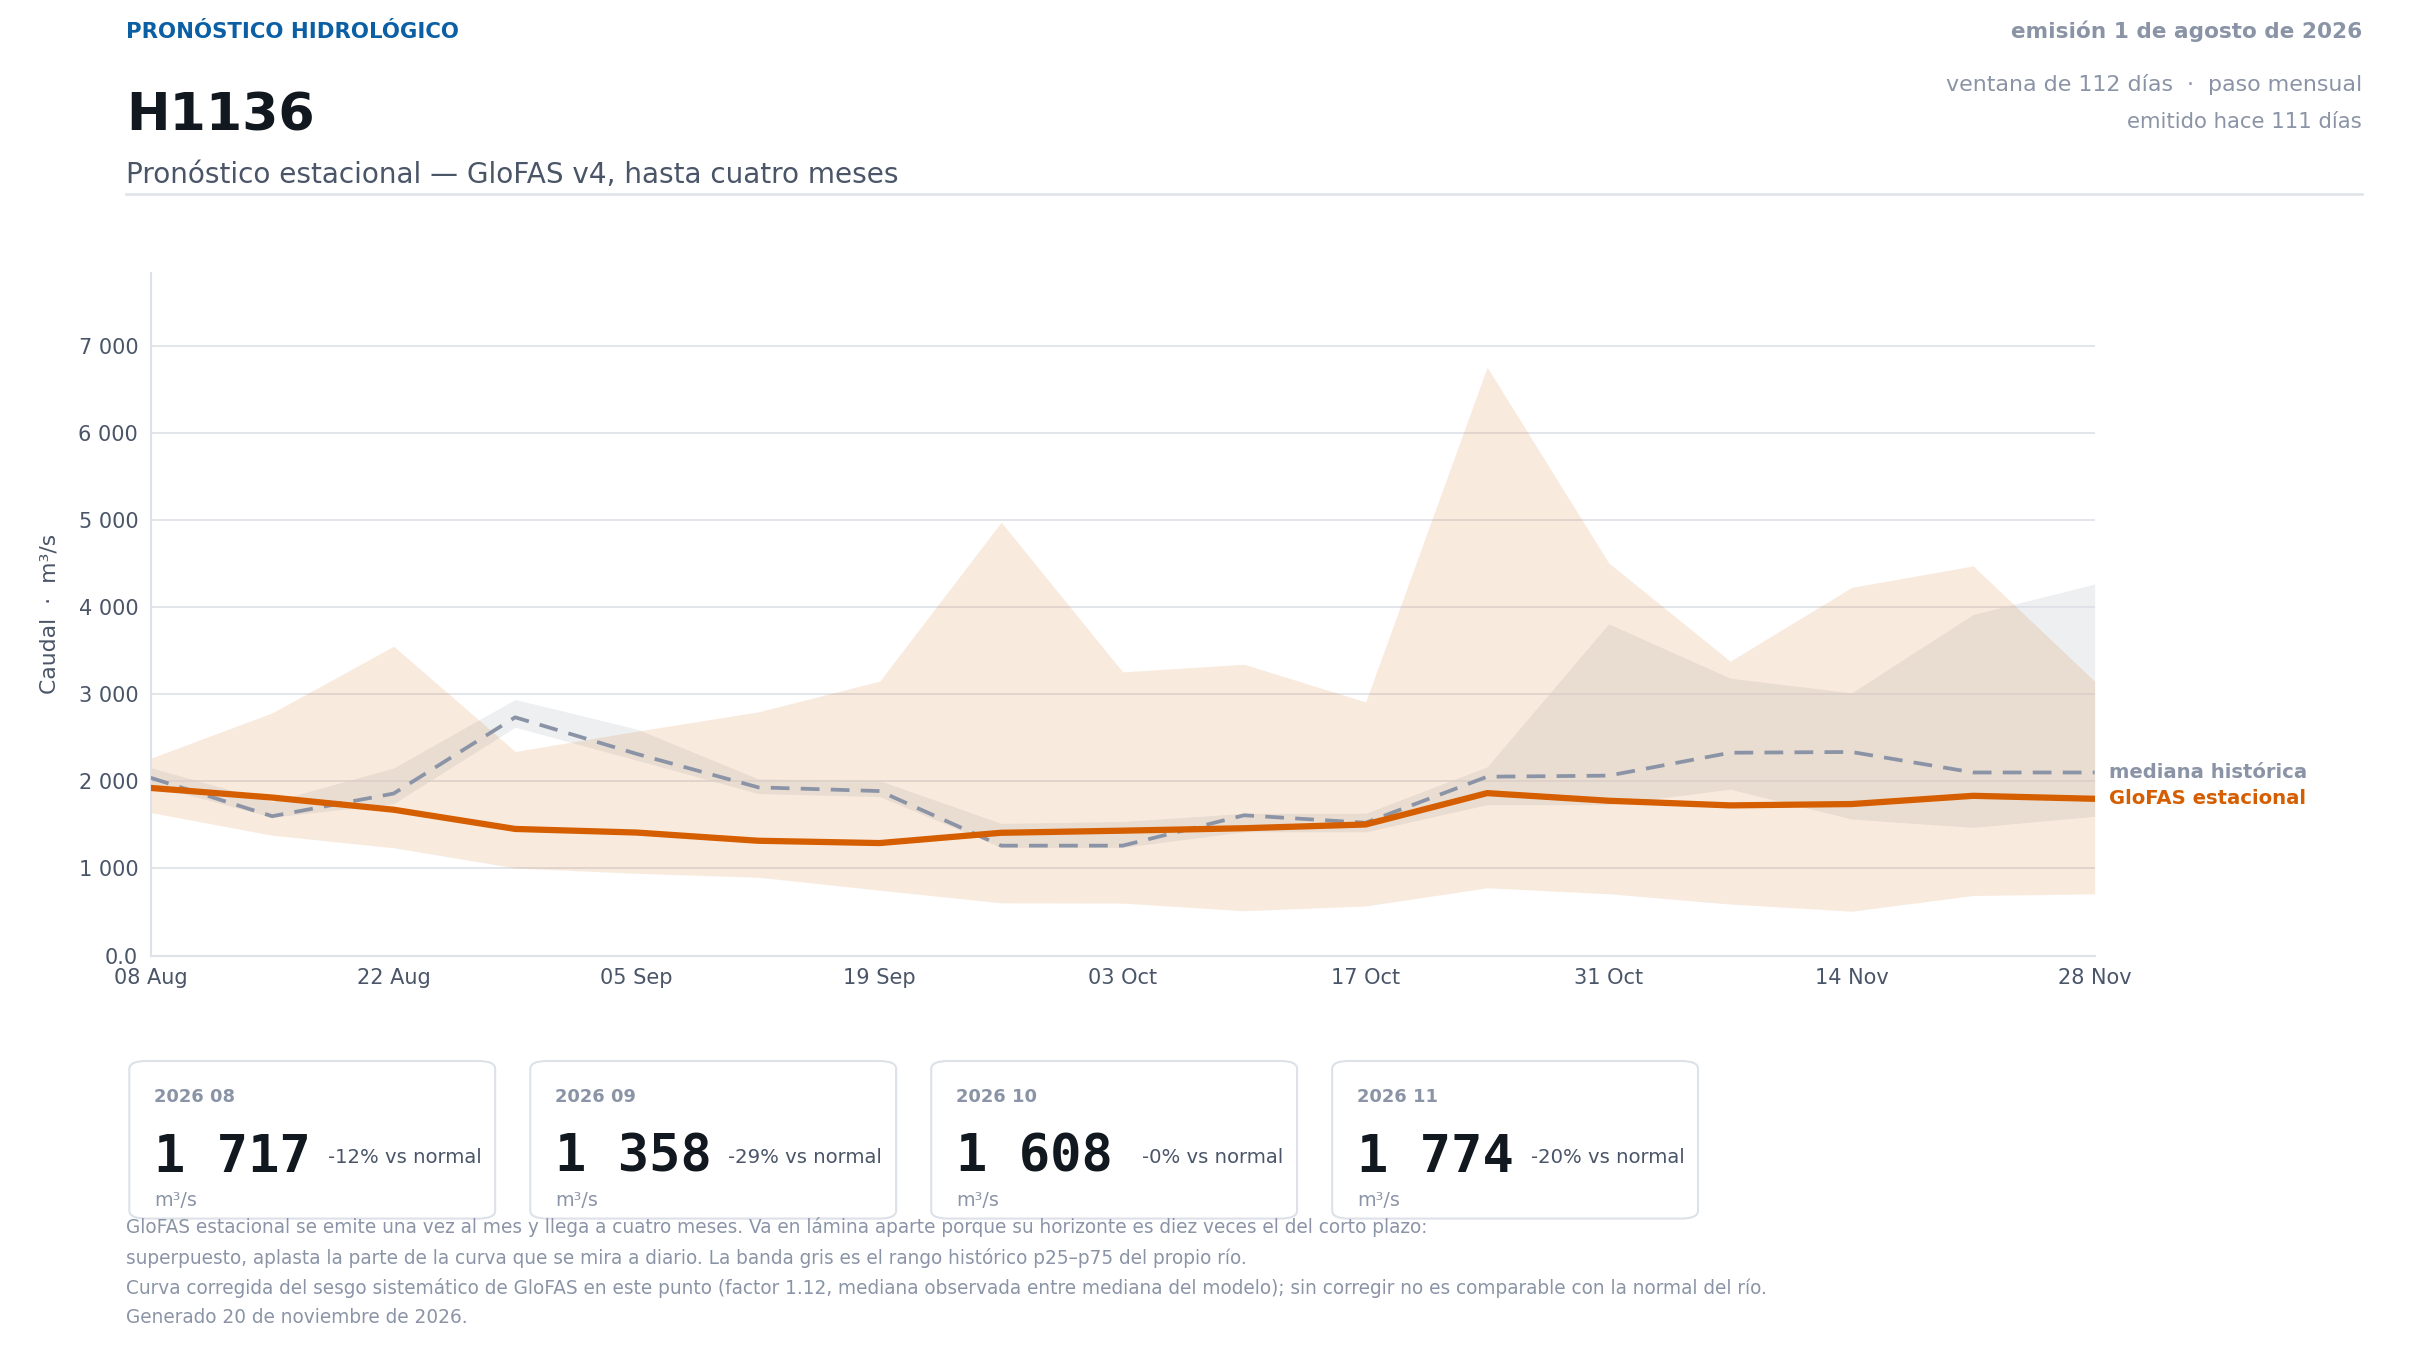 PRONÓSTICO HIDROLÓGICO
emisión 1 de agosto de 2026
ventana de 112 días · paso mensual
H1136
emitido hace 111 días
Pronóstico estacional — GloFAS v4, hasta cuatro meses
Caudal · m³/s
7 000
6 000
5 000
4 000
3 000
2 000
1 000
0.0
mediana histórica
GloFAS estacional
08 Aug
22 Aug
05 Sep
19 Sep
03 Oct
17 Oct
31 Oct
14 Nov
28 Nov
2026 08
1 717 -12% vs normal
m³/s
2026 09
1 358 -29% vs normal
m³/s
2026 10
1 608 -0% vs normal
m³/s
2026 11
1 774 -20% vs normal
m³/s
GloFAS estacional se emite una vez al mes y llega a cuatro meses. Va en lámina aparte porque su horizonte es diez veces el del corto plazo:
superpuesto, aplasta la parte de la curva que se mira a diario. La banda gris es el rango histórico p25–p75 del propio río.
Curva corregida del sesgo sistemático de GloFAS en este punto (factor 1.12, mediana observada entre mediana del modelo); sin corregir no es comparable con la normal del río.
Generado 20 de noviembre de 2026.